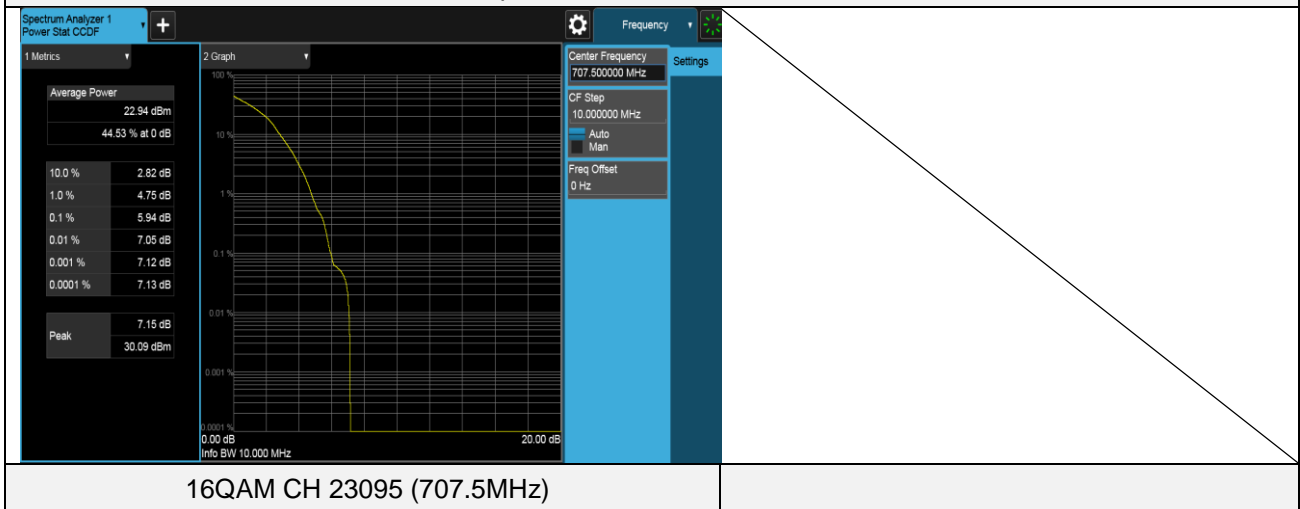 Spectrum Analyzer 1
Power Stat CCDF
+
Frequency
1 Metrics
2 Graph
Center Frequency
707.500000 MHz
Settings
CF Step
10.000000 MHz
Auto
Man
Freq Offset
0 Hz
Average Power
22.94 dBm
44.53 % at 0 dB
10.0 % 2.82 dB
1.0 % 4.75 dB
0.1 % 5.94 dB
0.01 % 7.05 dB
0.001 % 7.12 dB
0.0001 % 7.13 dB
Peak
7.15 dB
30.09 dBm
100 %
10 %
1 %
0.1 %
0.01 %
0.001 %
0.0001 %
0.00 dB 20.00 dB
Info BW 10.000 MHz
16QAM CH 23095 (707.5MHz)